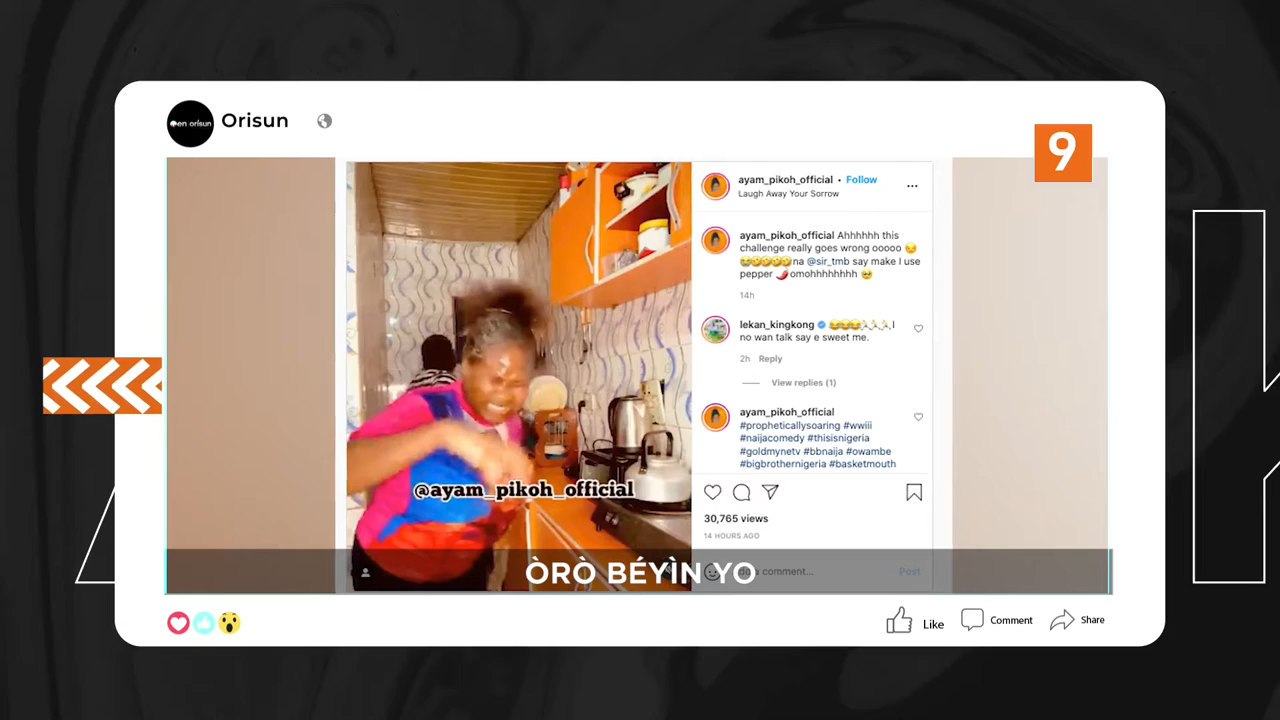 en orísun
Orisun
9
ayam_pikoh_official • Follow
Laugh Away Your Sorrow
ayam_pikoh_official Ahhhhhh this
challenge really goes wrong ooooo 😒
😭🤣🤣🤣🤣na @sir_tmb say make I use
pepper 🌶️omohhhhhhhh 🥺
14h
lekan_kingkong 😂😂😂🏃🏃🏃I
no wan talk say e sweet me.
2h Reply
View replies (1)
ayam_pikoh_official
#propheticallysoaring #wwiii
#naijacomedy #thisisnigeria
#goldmynetv #bbnaija #owambe
#bigbrothernigeria #basketmouth
@ayam_pikoh_official
30,765 views
14 HOURS AGO
a comment...
Post
ÒRÒ BÉYÌN YO
Like
Comment
Share